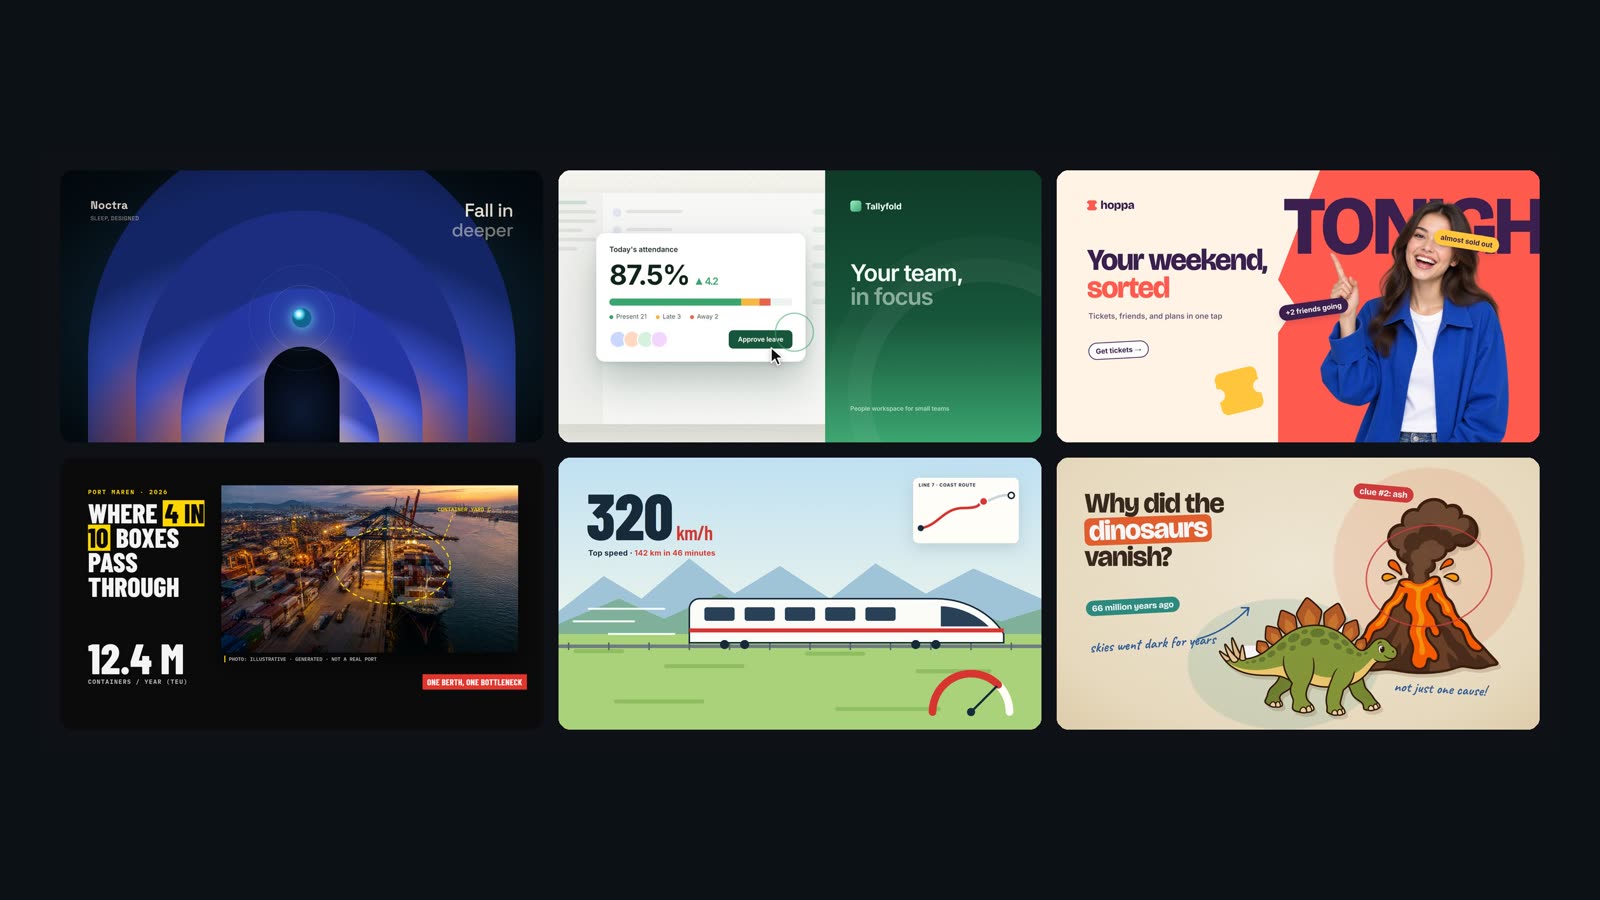 Noctra
SLEEP, DESIGNED
Fall in
deeper
Today's attendance
87.5% ▲ 4.2
Present 21 Late 3 Away 2
Approve leave
Tallyfold
Your team,
in focus
People workspace for small teams
hoppa
Your weekend,
sorted
Tickets, friends, and plans in one tap
Get tickets →
TONIGH
almost sold out
+2 friends going
PORT MAREN · 2026
WHERE 4 IN
10 BOXES
PASS
THROUGH
12.4 M
CONTAINERS / YEAR (TEU)
CONTAINER YARD
PHOTO: ILLUSTRATIVE · GENERATED · NOT A REAL PORT
ONE BERTH, ONE BOTTLENECK
320 km/h
Top speed · 142 km in 46 minutes
LINE 7 · COAST ROUTE
Why did the
dinosaurs
vanish?
66 million years ago
skies went dark for years
clue #2: ash
not just one cause!